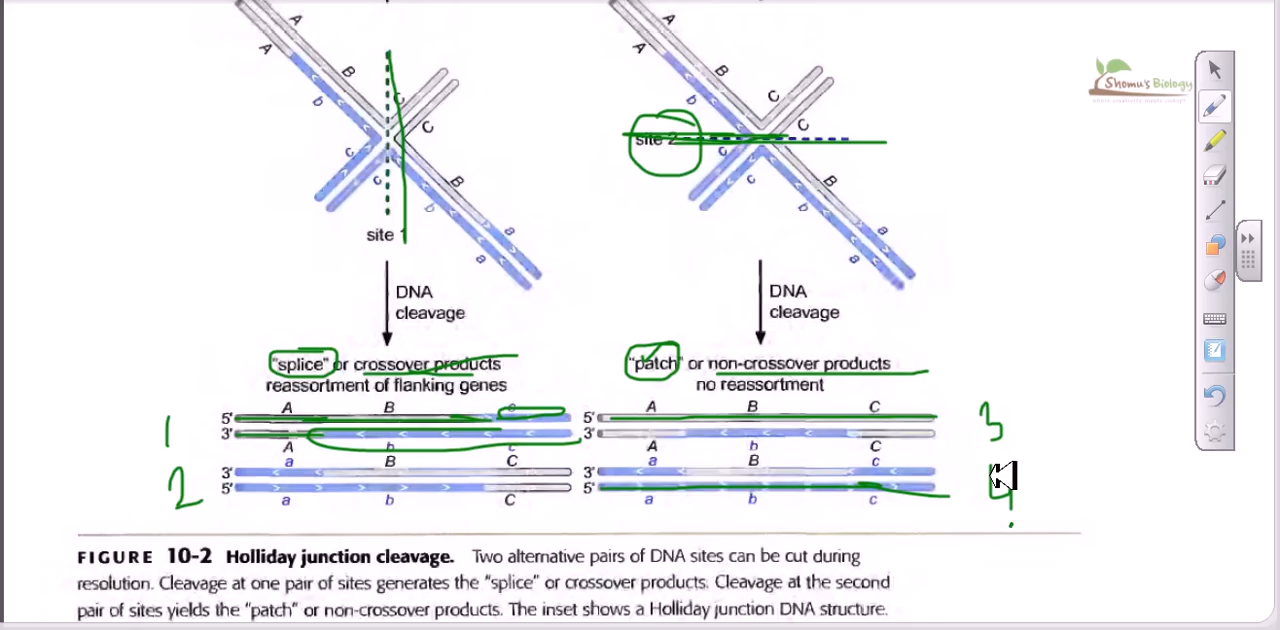 A
A
B
b
C
C
c
c
B
b
a
a
site 1
A
A
B
b
C
C
site 2
c
c
B
b
a
a
Shomu's Biology
DNA
cleavage
DNA
cleavage
"splice" or crossover products
reassortment of flanking genes
"patch" or non-crossover products
no reassortment
A B
5'
3'
A b c
a B C
3'
5'
a b C
1
2
A B C
5'
3'
A b C
a B c
3'
5'
a b c
3
4
FIGURE 10-2 Holliday junction cleavage. Two alternative pairs of DNA sites can be cut during
resolution. Cleavage at one pair of sites generates the "splice" or crossover products. Cleavage at the second
pair of sites yields the "patch" or non-crossover products. The inset shows a Holliday junction DNA structure.